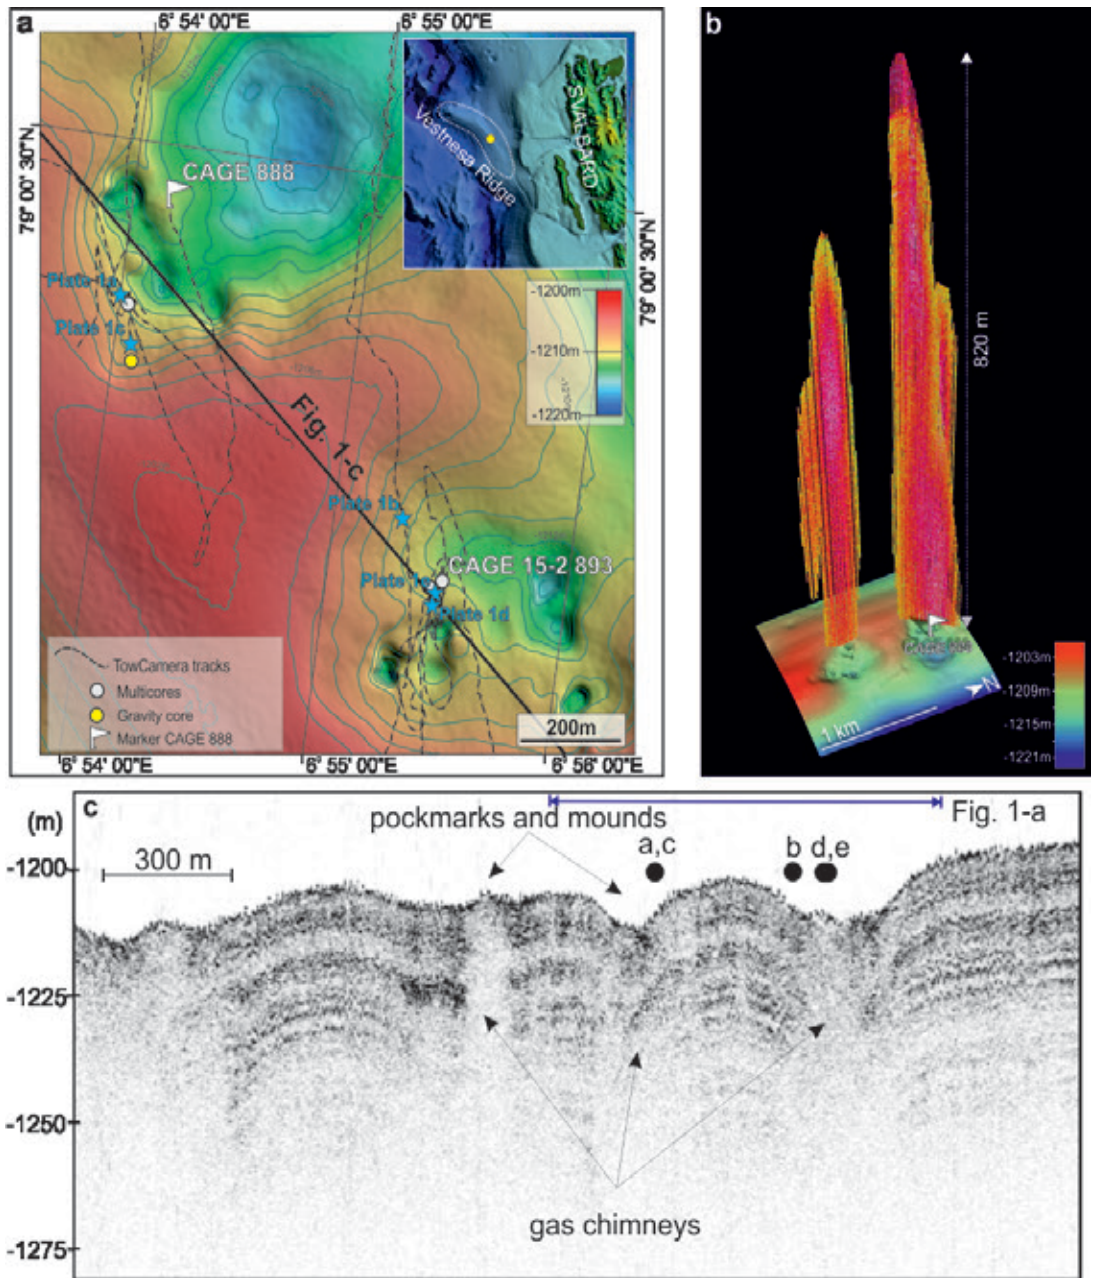 a
6° 54' 00"E
6° 55' 00"E
79° 00' 30"N
CAGE 888
Vestnesa Ridge
SVALBARD
79° 00' 30"N
Plate 1a
Plate 1c
-1200m
-1210m
-1220m
Fig. 1-c
Plate 1b
CAGE 15-2 893
Plate 1e
Plate 1d
TowCamera tracks
Multicores
Gravity core
Marker CAGE 888
200m
6° 54' 00"E
6° 55' 00"E
6° 56' 00"E
b
820 m
N
1 km
-1203m
-1209m
-1215m
-1221m
c
(m)
Fig. 1-a
pockmarks and mounds
300 m
a,c
b d,e
-1200
-1225
-1250
-1275
gas chimneys